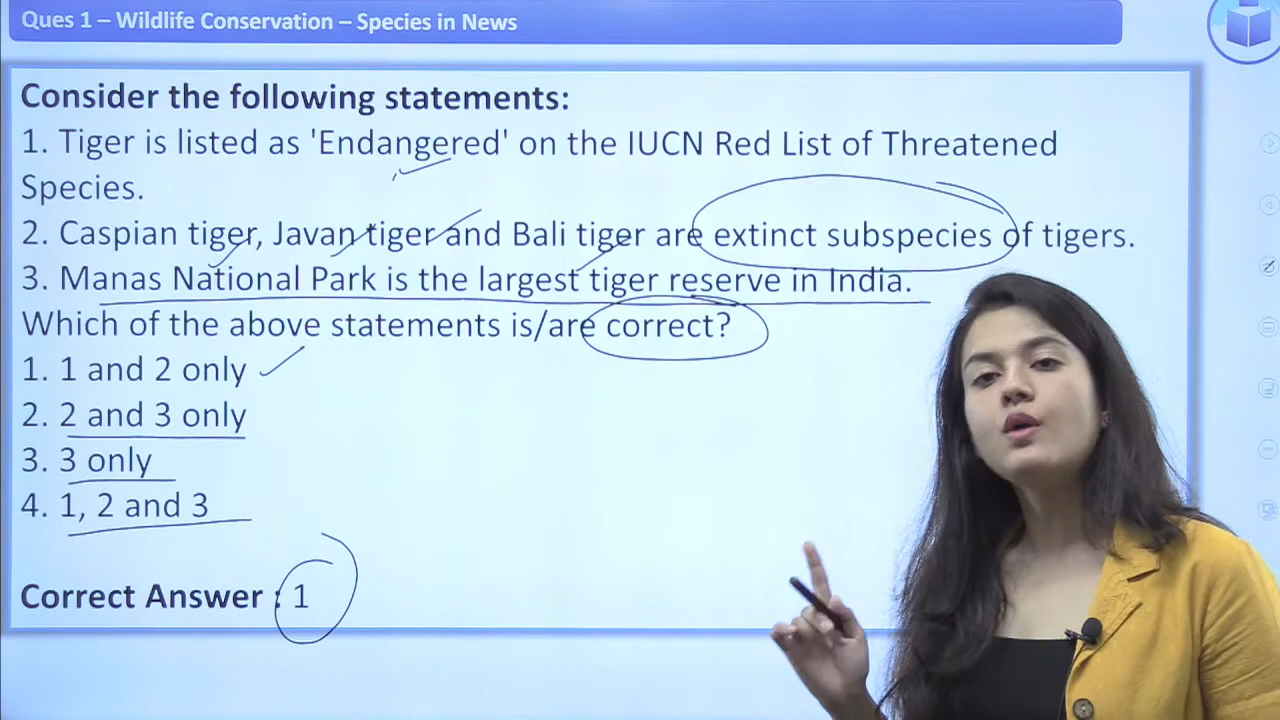 Ques 1 – Wildlife Conservation – Species in News
Consider the following statements:
1. Tiger is listed as 'Endangered' on the IUCN Red List of Threatened
Species.
2. Caspian tiger, Javan tiger and Bali tiger are extinct subspecies of tigers.
3. Manas National Park is the largest tiger reserve in India.
Which of the above statements is/are correct?
1. 1 and 2 only
2. 2 and 3 only
3. 3 only
4. 1, 2 and 3
Correct Answer : 1